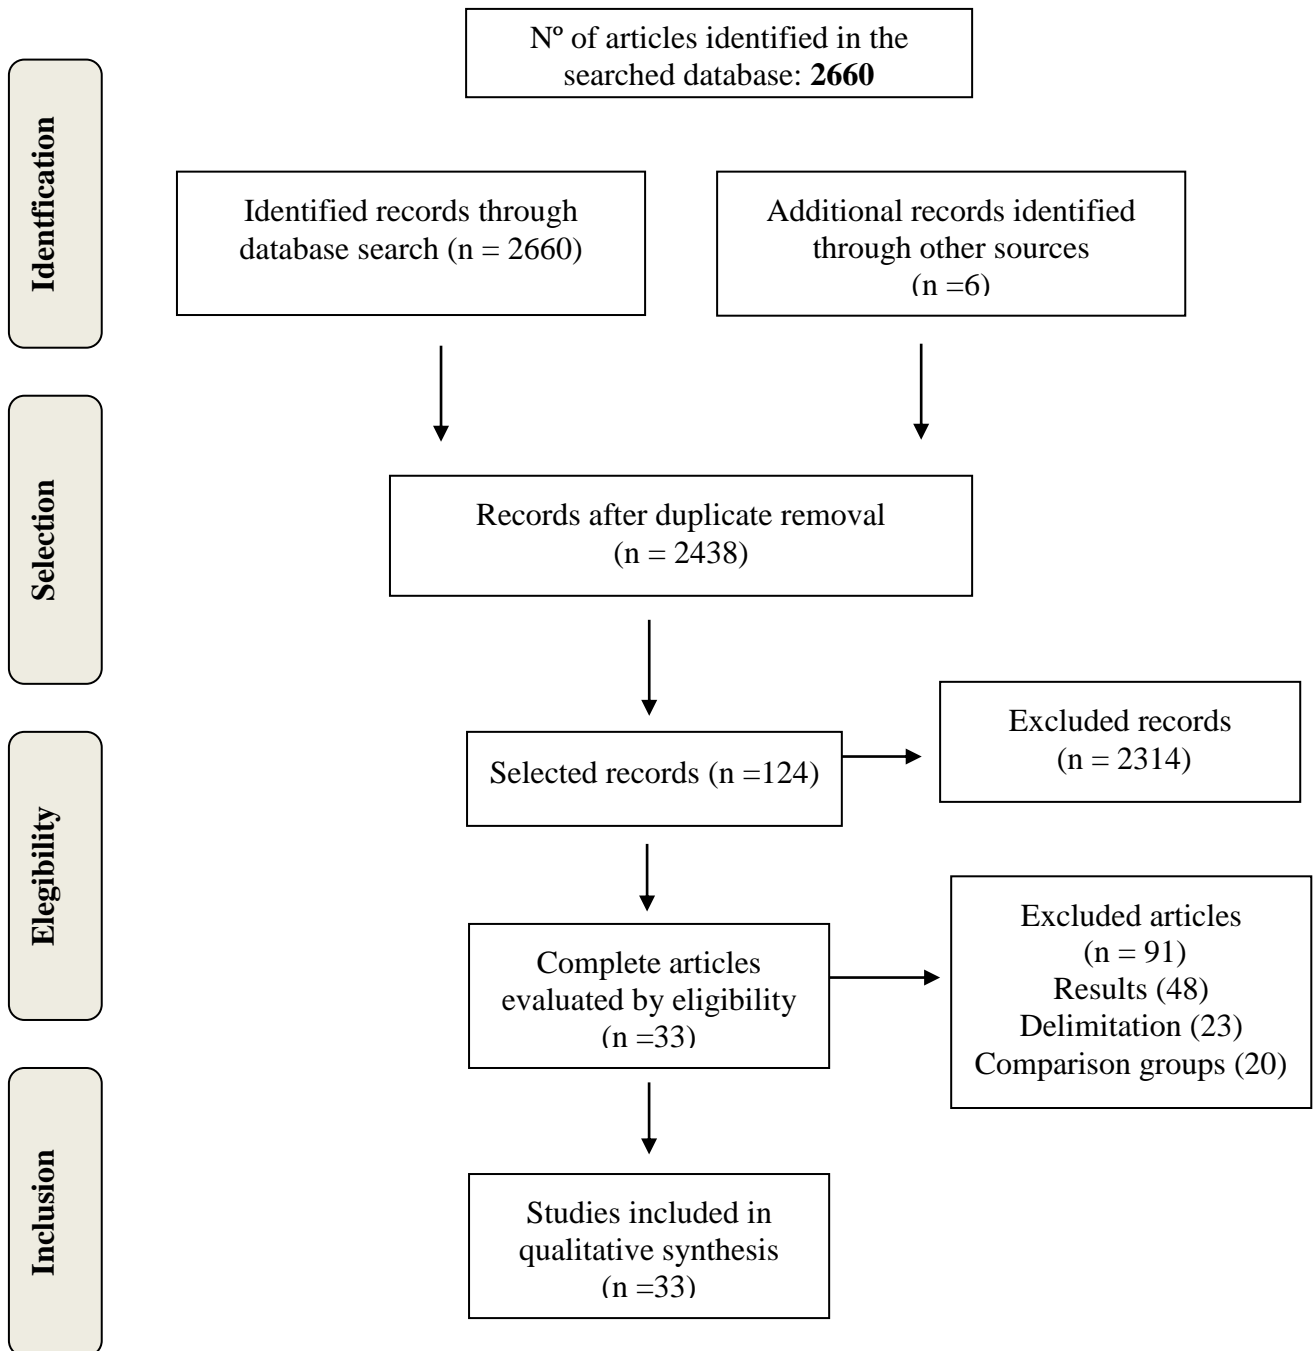 Nº of articles identified in the
searched database: 2660
Identfication
Identified records through
database search (n = 2660)
Additional records identified
through other sources
(n =6)
Selection
Records after duplicate removal
(n = 2438)
Selected records (n =124)
Excluded records
(n = 2314)
Elegibility
Complete articles
evaluated by eligibility
(n =33)
Excluded articles
(n = 91)
Results (48)
Delimitation (23)
Comparison groups (20)
Inclusion
Studies included in
qualitative synthesis
(n =33)